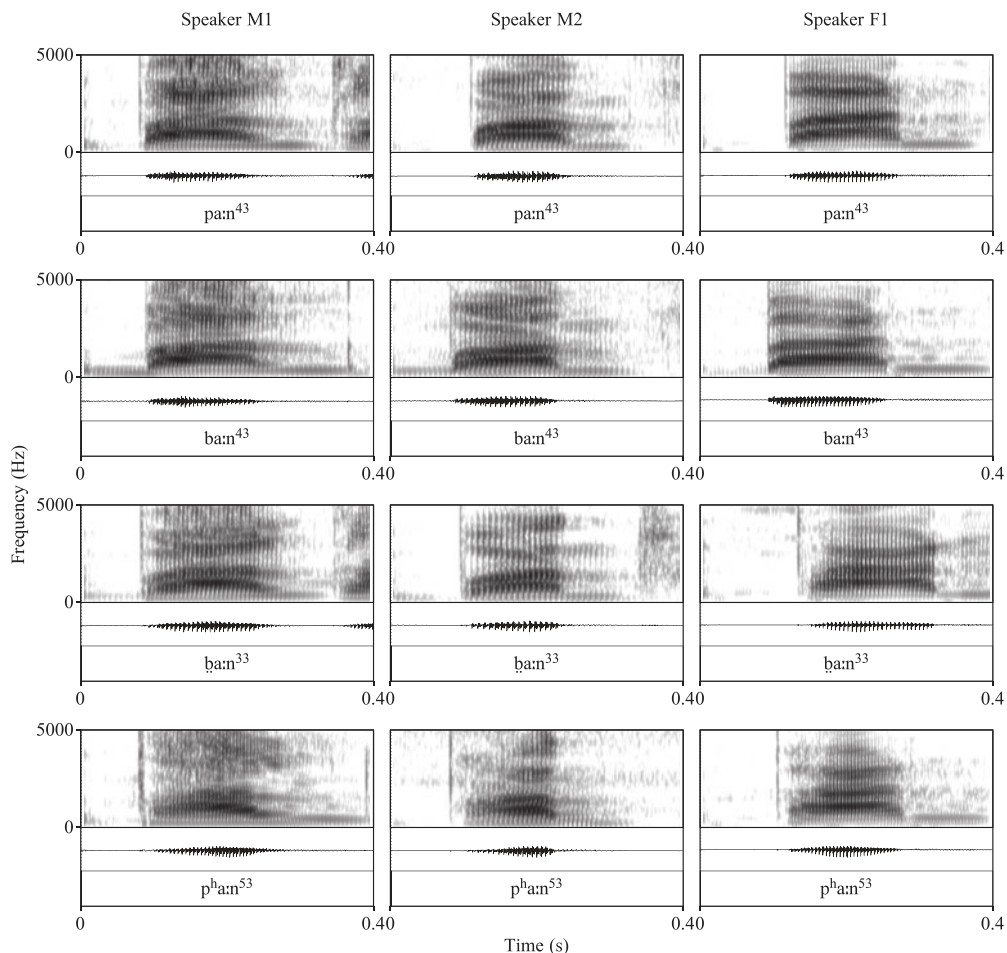 Speaker M1 Speaker M2 Speaker F1
5000
0
paːn⁴³ paːn⁴³ paːn⁴³
0 0.40 0.40 0.4
5000
0
baːn⁴³ baːn⁴³ baːn⁴³
0 0.40 0.40 0.4
Frequency (Hz)
5000
0
b̤aːn³³ b̤aːn³³ b̤aːn³³
0 0.40 0.40 0.4
5000
0
pʰaːn⁵³ pʰaːn⁵³ pʰaːn⁵³
0 0.40 0.40 0.4
Time (s)